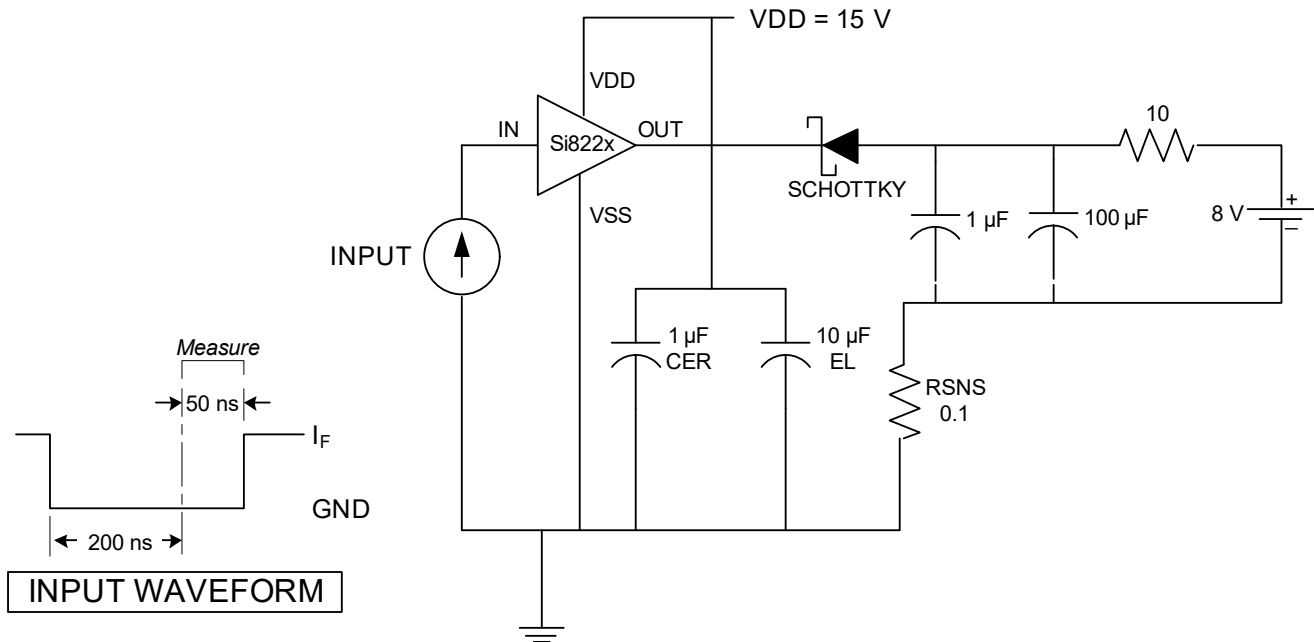 VDD = 15 V
VDD
10
IN
OUT
Si822x
SCHOTTKY
1 µF
100 µF
8 V
+
–
VSS
INPUT
1 µF
CER
10 µF
EL
Measure
50 ns
RSNS
0.1
IF
GND
200 ns
INPUT WAVEFORM